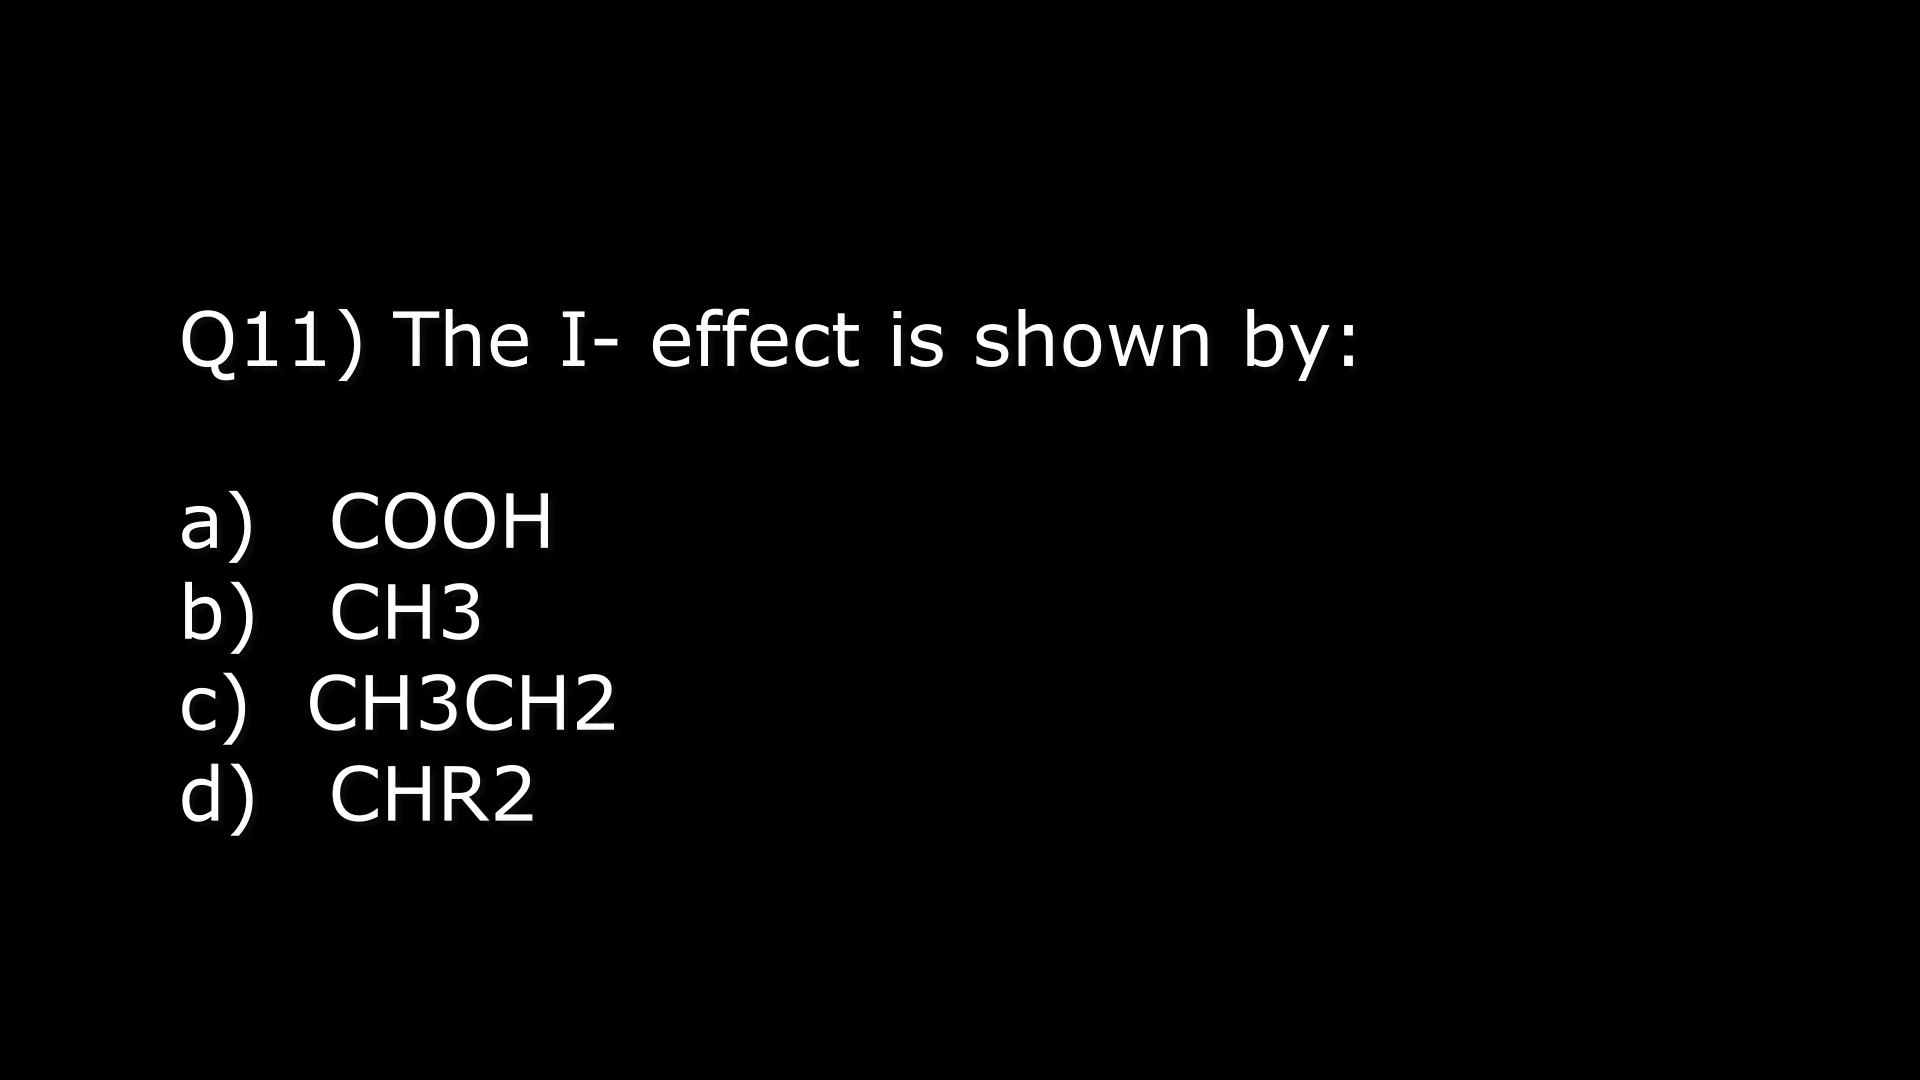 Q11) The I- effect is shown by:
a) COOH
b) CH3
c) CH3CH2
d) CHR2